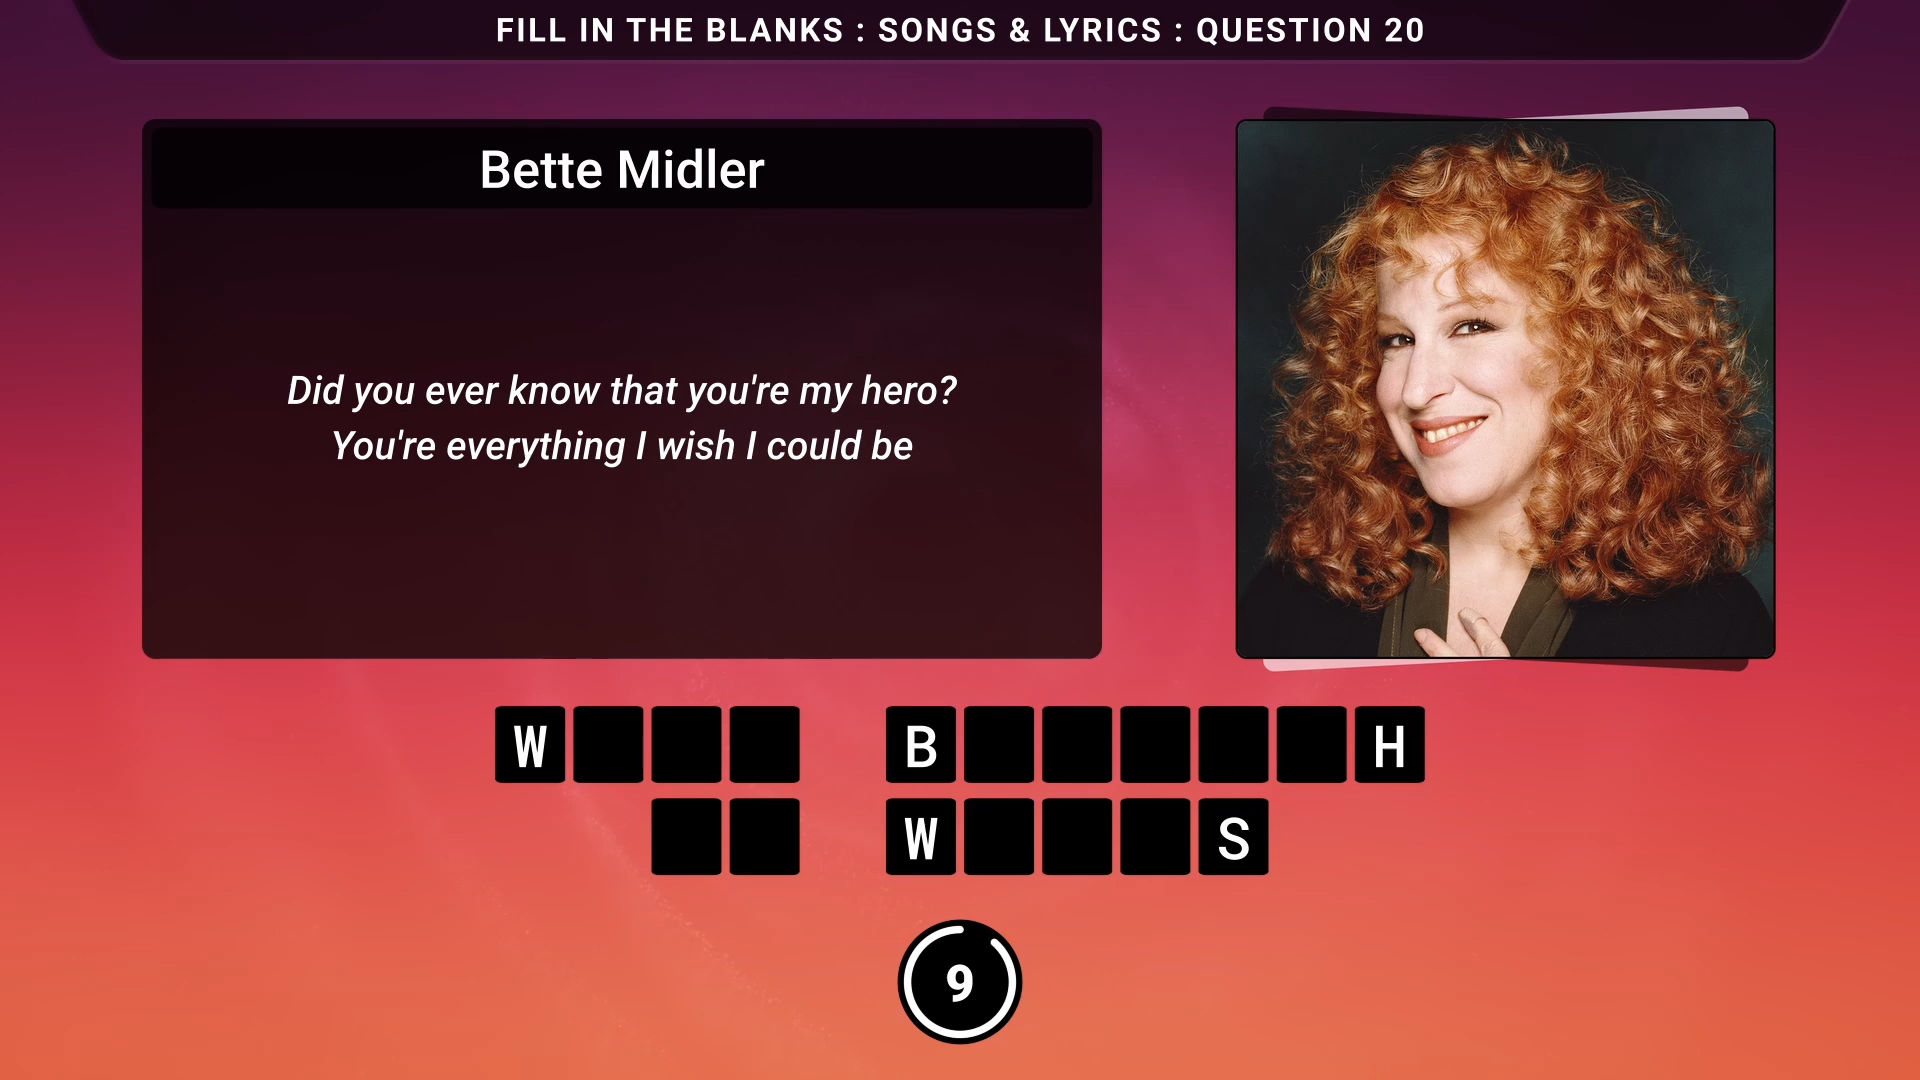 FILL IN THE BLANKS : SONGS & LYRICS : QUESTION 20
Bette Midler
Did you ever know that you're my hero?
You're everything I wish I could be
W B H
W S
9